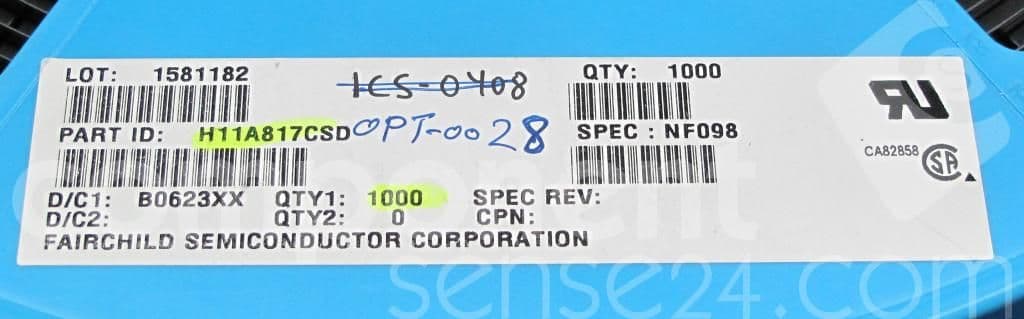 LOT: 1581182
ICS-0408
QTY: 1000
PART ID: H11A817CSD
OPT-0028
SPEC : NF098
CA82858
D/C1: B0623XX QTY1: 1000 SPEC REV:
D/C2: QTY2: 0 CPN:
FAIRCHILD SEMICONDUCTOR CORPORATION
component
sense24.com